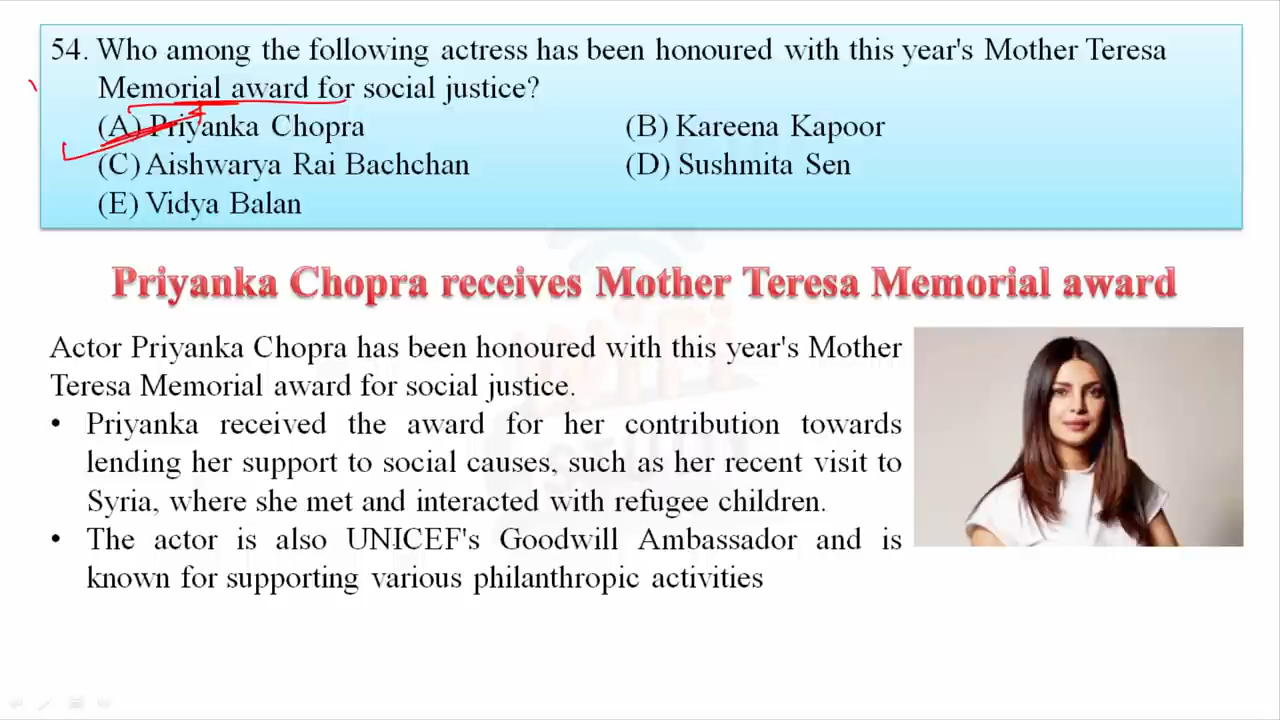 54. Who among the following actress has been honoured with this year's Mother Teresa
Memorial award for social justice?
(A) Priyanka Chopra (B) Kareena Kapoor
(C) Aishwarya Rai Bachchan (D) Sushmita Sen
(E) Vidya Balan
Priyanka Chopra receives Mother Teresa Memorial award
Actor Priyanka Chopra has been honoured with this year's Mother
Teresa Memorial award for social justice.
• Priyanka received the award for her contribution towards
lending her support to social causes, such as her recent visit to
Syria, where she met and interacted with refugee children.
• The actor is also UNICEF's Goodwill Ambassador and is
known for supporting various philanthropic activities